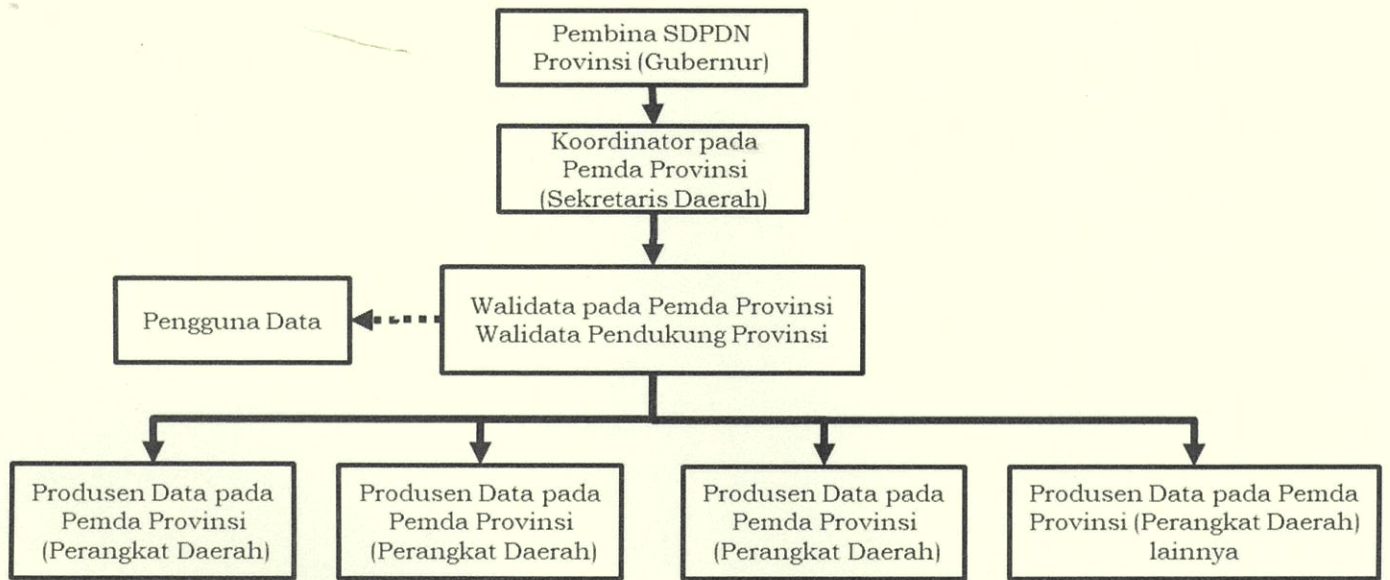 Pembina SDPDN
Provinsi (Gubernur)
Koordinator pada
Pemda Provinsi
(Sekretaris Daerah)
Pengguna Data
Walidata pada Pemda Provinsi
Walidata Pendukung Provinsi
Produsen Data pada
Pemda Provinsi
(Perangkat Daerah)
Produsen Data pada
Pemda Provinsi
(Perangkat Daerah)
Produsen Data pada
Pemda Provinsi
(Perangkat Daerah)
Produsen Data pada Pemda
Provinsi (Perangkat Daerah)
lainnya